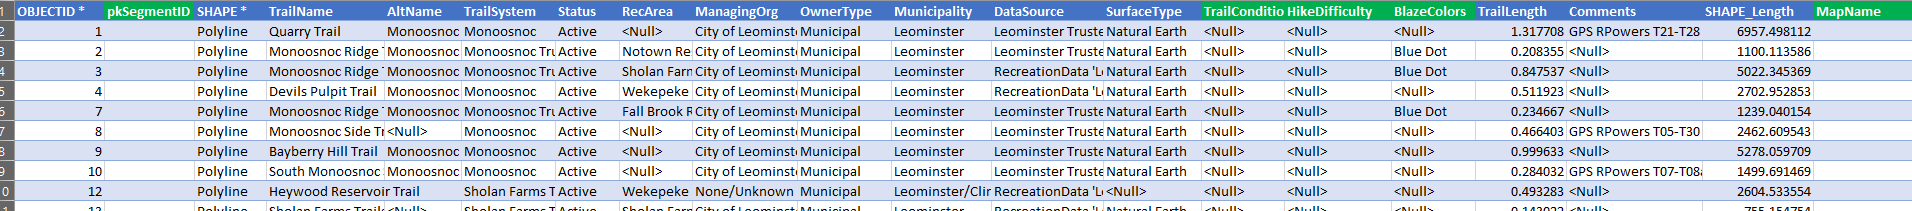 OBJECTID * pkSegmentID SHAPE * TrailName AltName TrailSystem Status RecArea ManagingOrg OwnerType Municipality DataSource SurfaceType TrailConditio HikeDifficulty BlazeColors TrailLength Comments SHAPE_Length MapName
1 Polyline Quarry Trail Monoosnoc Monoosnoc Active <Null> City of Leominst Municipal Leominster Leominster Truste Natural Earth <Null> <Null> <Null> 1.317708 GPS RPowers T21-T28 6957.498112
2 Polyline Monoosnoc Ridge T Monoosnoc Monoosnoc Tru Active Notown Re City of Leominst Municipal Leominster Leominster Truste Natural Earth <Null> <Null> Blue Dot 0.208355 <Null> 1100.113586
3 Polyline Monoosnoc Ridge T Monoosnoc Monoosnoc Tru Active Sholan Farn City of Leominst Municipal Leominster RecreationData 'L Natural Earth <Null> <Null> Blue Dot 0.847537 <Null> 5022.345369
4 Polyline Devils Pulpit Trail Monoosnoc Monoosnoc Active Wekepeke City of Leominst Municipal Leominster RecreationData 'L Natural Earth <Null> <Null> <Null> 0.511923 <Null> 2702.952853
7 Polyline Monoosnoc Ridge T Monoosnoc Monoosnoc Tru Active Fall Brook R City of Leominst Municipal Leominster Leominster Truste Natural Earth <Null> <Null> Blue Dot 0.234667 <Null> 1239.040154
8 Polyline Monoosnoc Side Tr <Null> Monoosnoc Active <Null> City of Leominst Municipal Leominster Leominster Truste Natural Earth <Null> <Null> <Null> 0.466403 GPS RPowers T05-T30 2462.609543
9 Polyline Bayberry Hill Trail Monoosnoc Monoosnoc Active <Null> City of Leominst Municipal Leominster Leominster Truste Natural Earth <Null> <Null> <Null> 0.999633 <Null> 5278.059709
10 Polyline South Monoosnoc Monoosnoc Monoosnoc Active <Null> City of Leominst Municipal Leominster Leominster Truste Natural Earth <Null> <Null> <Null> 0.284032 GPS RPowers T07-T08 1499.691469
12 Polyline Heywood Reservoir Trail Sholan Farms T Active Wekepeke None/Unknown Municipal Leominster/Clin RecreationData 'L <Null> <Null> <Null> <Null> 0.493283 <Null> 2604.533554